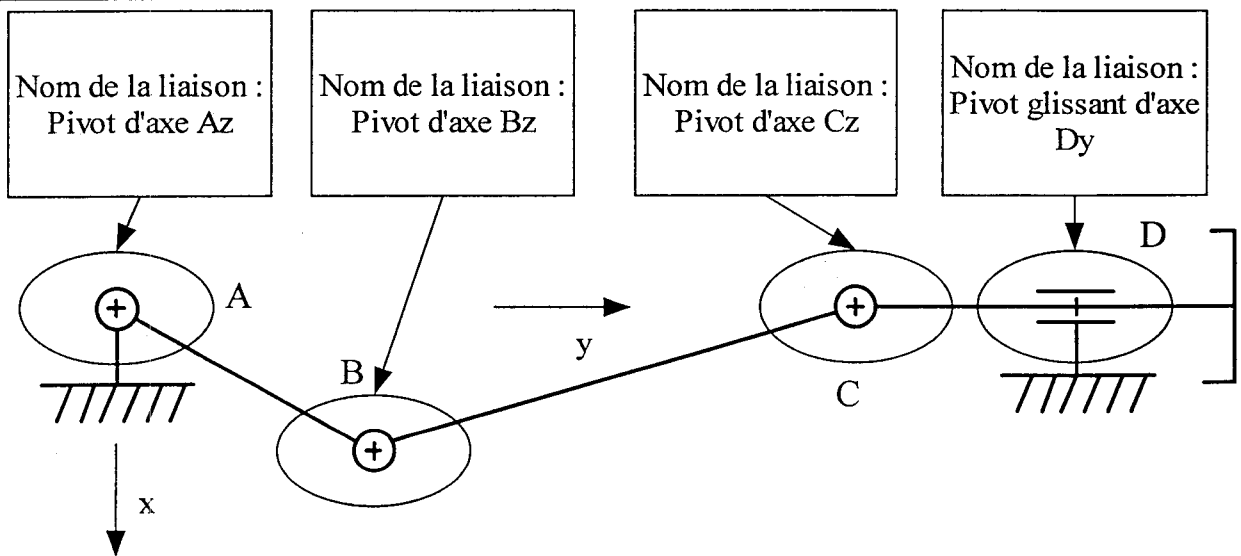 Nom de la liaison :
Pivot d'axe Az
Nom de la liaison :
Pivot d'axe Bz
Nom de la liaison :
Pivot d'axe Cz
Nom de la liaison :
Pivot glissant d'axe
Dy
A
B
C
D
y
x